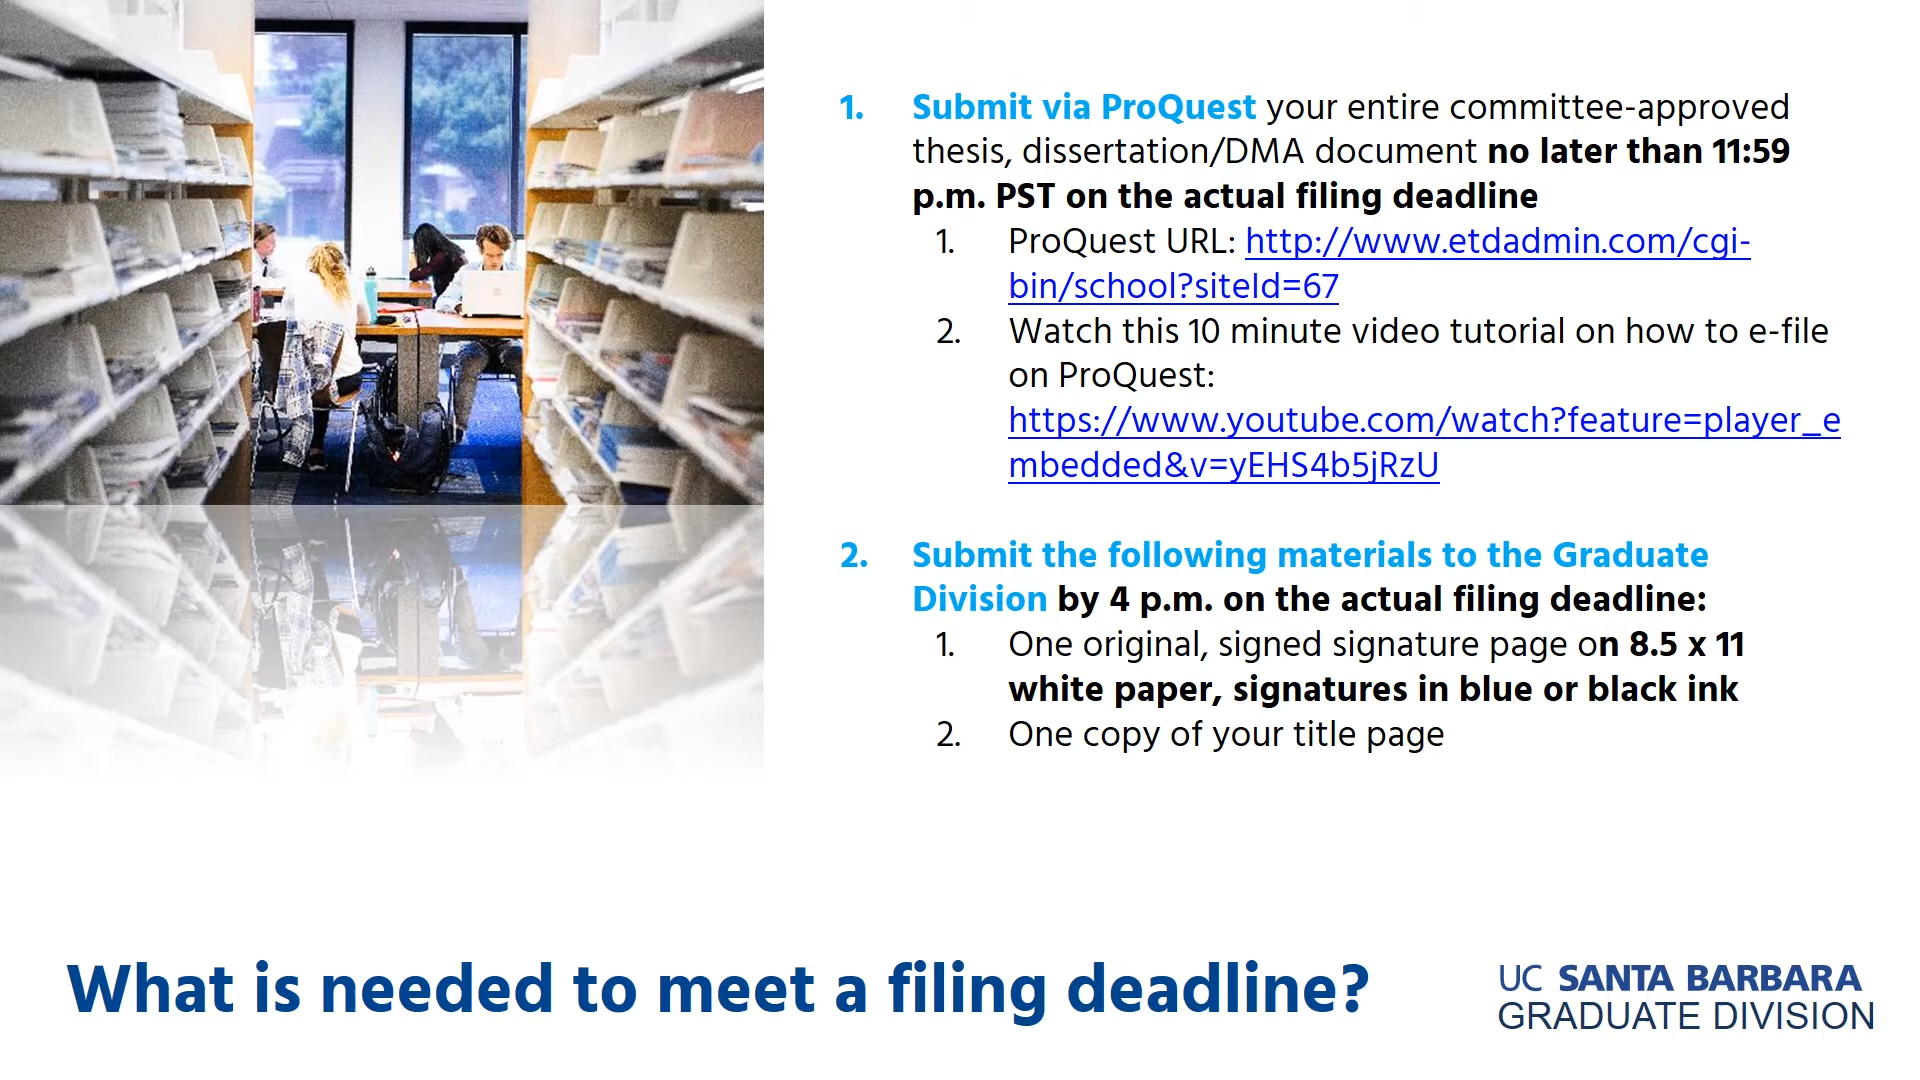 1. Submit via ProQuest your entire committee-approved
thesis, dissertation/DMA document no later than 11:59
p.m. PST on the actual filing deadline
1. ProQuest URL: http://www.etdadmin.com/cgi-
bin/school?siteId=67
2. Watch this 10 minute video tutorial on how to e-file
on ProQuest:
https://www.youtube.com/watch?feature=player_e
mbedded&v=yEHS4b5jRzU
2. Submit the following materials to the Graduate
Division by 4 p.m. on the actual filing deadline:
1. One original, signed signature page on 8.5 x 11
white paper, signatures in blue or black ink
2. One copy of your title page
What is needed to meet a filing deadline?
UC SANTA BARBARA
GRADUATE DIVISION